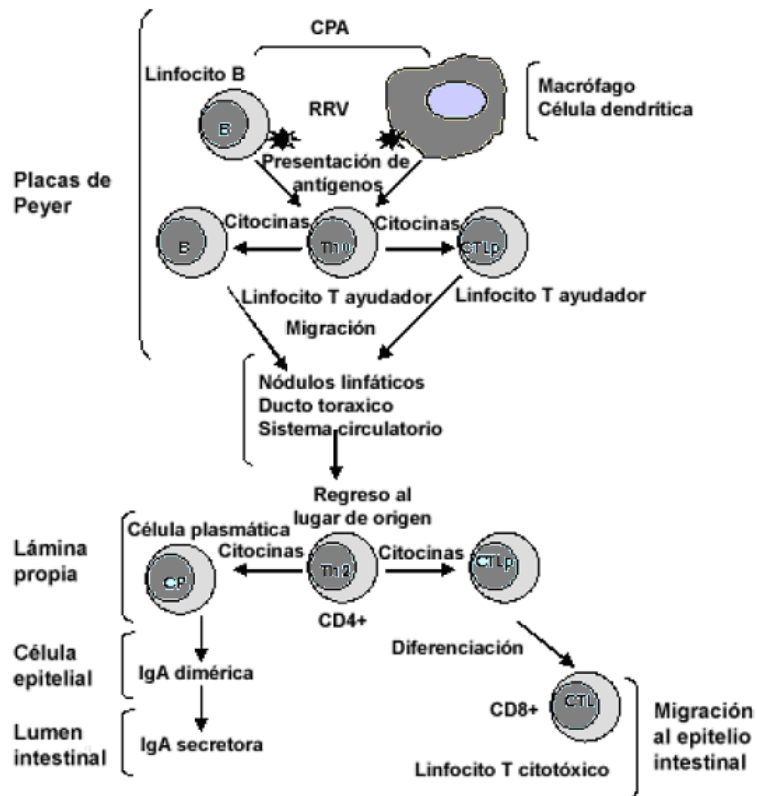 CPA
Linfocito B
Macrófago
Célula dendrítica
B
RRV
Presentación de
antígenos
Placas de
Peyer
Citocinas
Citocinas
B
Th0
CTLp
Linfocito T ayudador
Linfocito T ayudador
Migración
Nódulos linfáticos
Ducto toraxico
Sistema circulatorio
Regreso al
lugar de origen
Lámina
propia
Célula plasmática
Citocinas
Citocinas
CP
Th2
CTLp
CD4+
Diferenciación
Célula
epitelial
IgA dimérica
CD8+
CTL
Migración
al epitelio
intestinal
Lumen
intestinal
IgA secretora
Linfocito T citotóxico